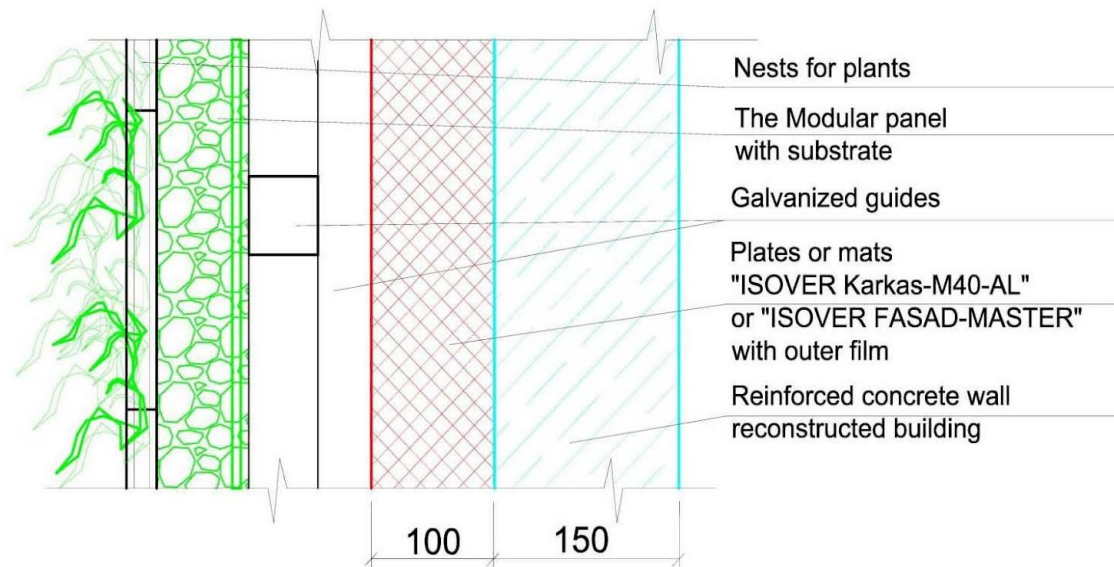 Nests for plants
The Modular panel
with substrate
Galvanized guides
Plates or mats
"ISOVER Karkas-M40-AL"
or "ISOVER FASAD-MASTER"
with outer film
Reinforced concrete wall
reconstructed building
100 150